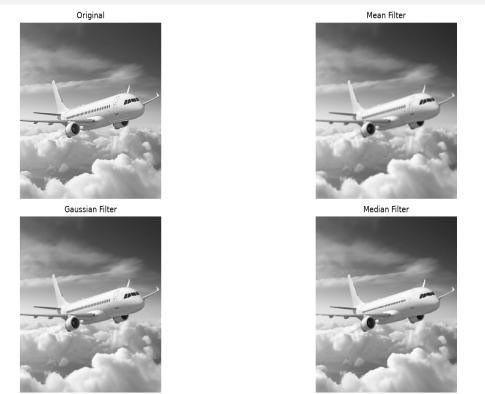 Original
Mean Filter
Gaussian Filter
Median Filter